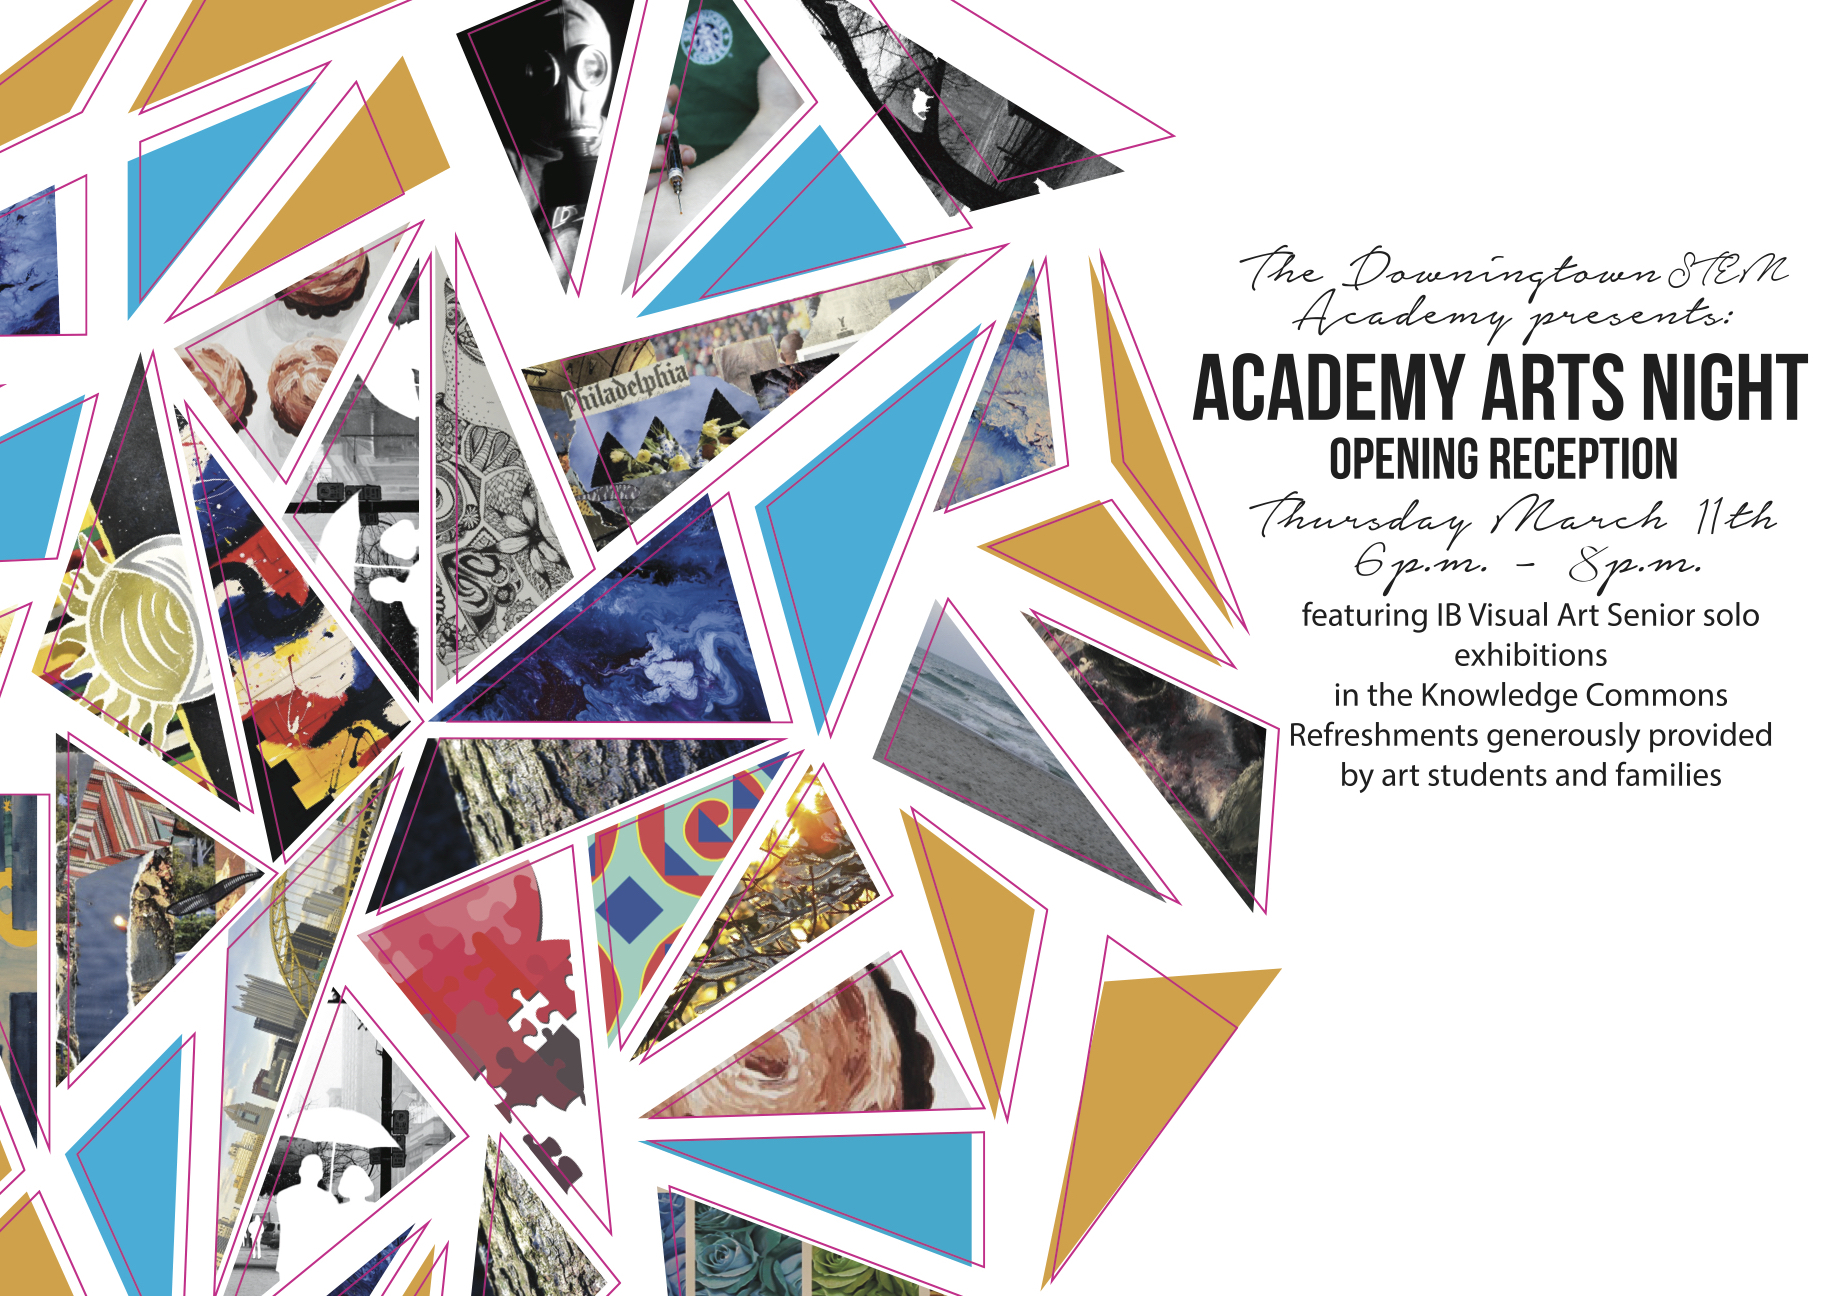 The Downingtown STEM
Academy presents:
ACADEMY ARTS NIGHT
OPENING RECEPTION
Thursday March 11th
6p.m. - 8p.m.
featuring IB Visual Art Senior solo
exhibitions
in the Knowledge Commons
Refreshments generously provided
by art students and families
Philadelphia